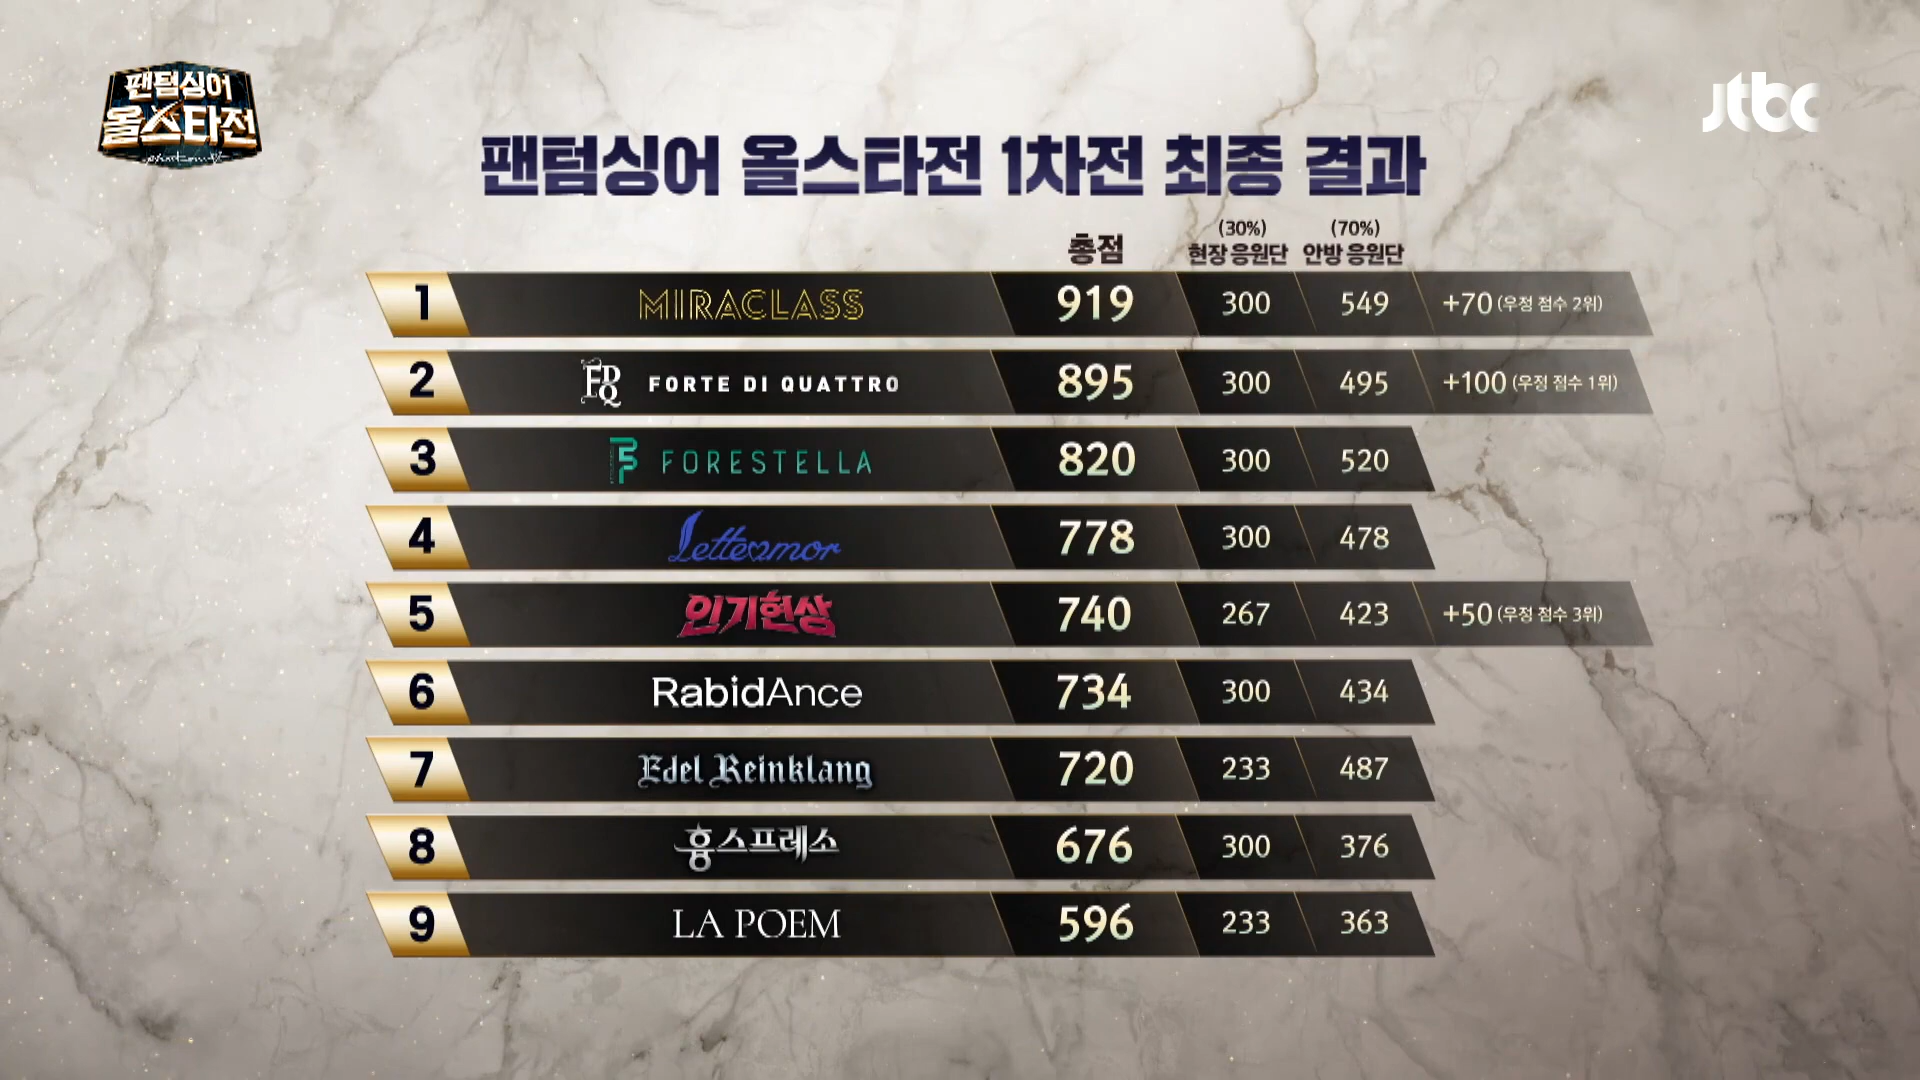 팬텀싱어
올스타전
jtbc
팬텀싱어 올스타전 1차전 최종 결과
총점 (30%) 현장 응원단 (70%) 안방 응원단
1 MIRACLASS 919 300 549 +70 (우정 점수 2위)
2 FDQ FORTE DI QUATTRO 895 300 495 +100 (우정 점수 1위)
3 FORESTELLA 820 300 520
4 Letteamor 778 300 478
5 인기현상 740 267 423 +50 (우정 점수 3위)
6 RabidAnce 734 300 434
7 Edel Reinklang 720 233 487
8 흉스프레소 676 300 376
9 LA POEM 596 233 363